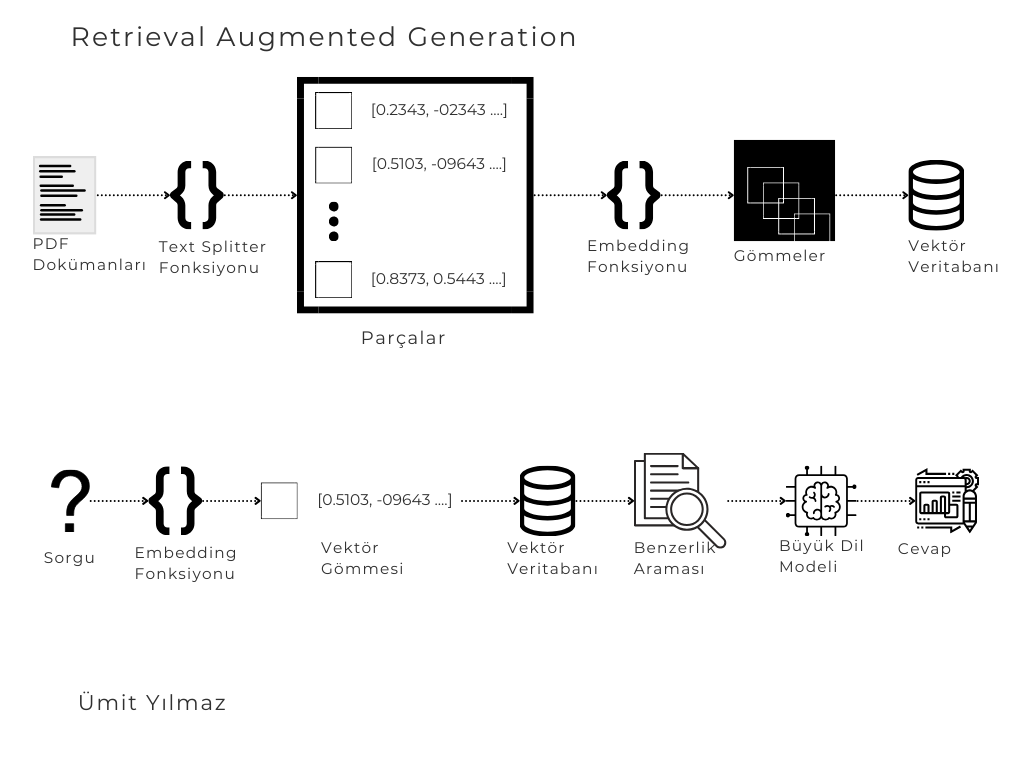 Retrieval Augmented Generation
[0.2343, -02343 ....]
[0.5103, -09643 ....]
[0.8373, 0.5443 ....]
PDF
Dokümanları
Text Splitter
Fonksiyonu
Parçalar
Embedding
Fonksiyonu
Gömmeler
Vektör
Veritabanı
[0.5103, -09643 ....]
Sorgu
Embedding
Fonksiyonu
Vektör
Gömmesi
Vektör
Veritabanı
Benzerlik
Araması
Büyük Dil
Modeli
Cevap
Ümit Yılmaz